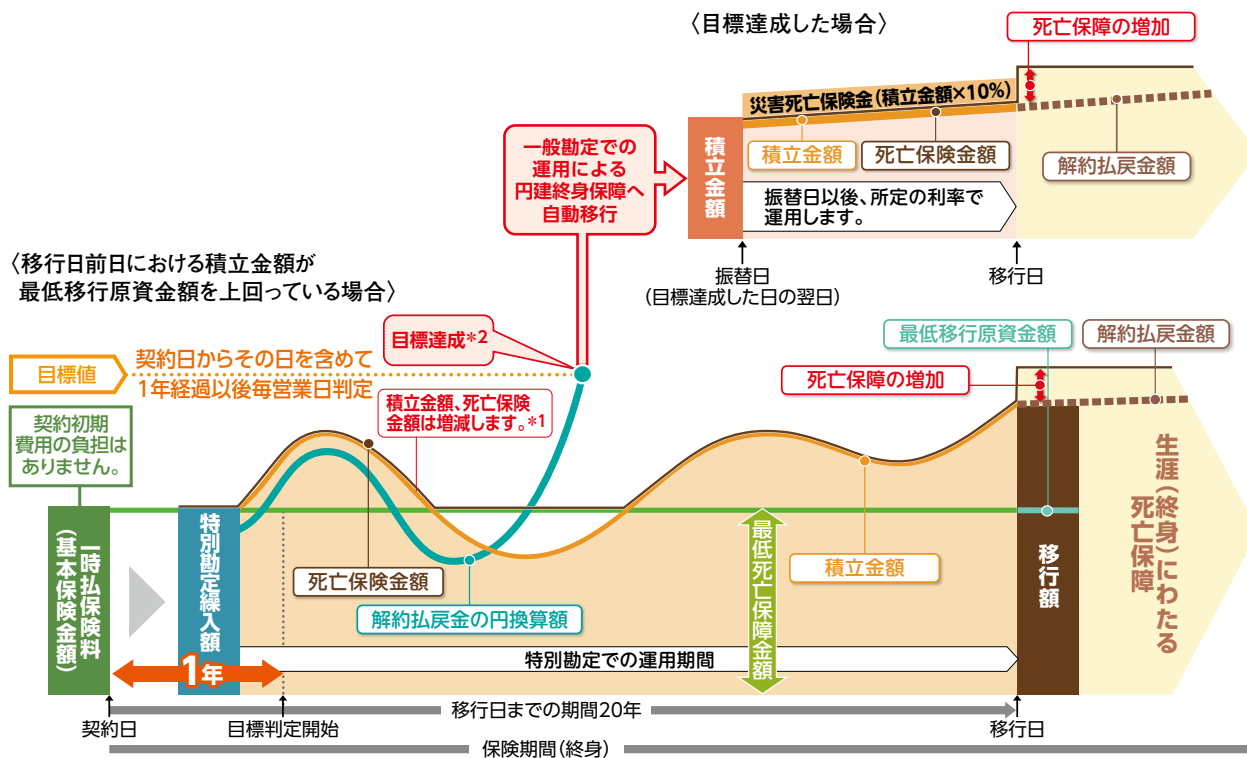 〈目標達成した場合〉
死亡保障の増加
災害死亡保険金(積立金額×10%)
積立金額
積立金額
死亡保険金額
解約払戻金額
振替日以後、所定の利率で
運用します。
振替日
(目標達成した日の翌日)
移行日
一般勘定での
運用による
円建終身保障へ
自動移行
〈移行日前日における積立金額が
最低移行原資金額を上回っている場合〉
目標達成*2
目標値
契約日からその日を含めて
1年経過以後毎営業日判定
積立金額、死亡保険
金額は増減します。*1
最低移行原資金額
解約払戻金額
死亡保障の増加
契約初期
費用の負担は
ありません。
一時払保険料
(基本保険金額)
特別勘定繰入額
死亡保険金額
解約払戻金の円換算額
最低死亡保障金額
積立金額
移行額
生涯(終身)にわたる
死亡保障
特別勘定での運用期間
1年
契約日
目標判定開始
移行日までの期間20年
移行日
保険期間(終身)